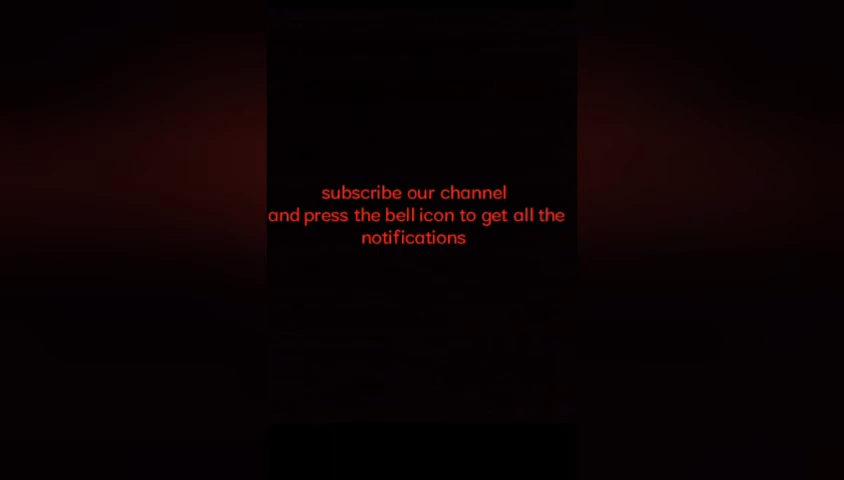 subscribe our channel
and press the bell icon to get all the
notifications